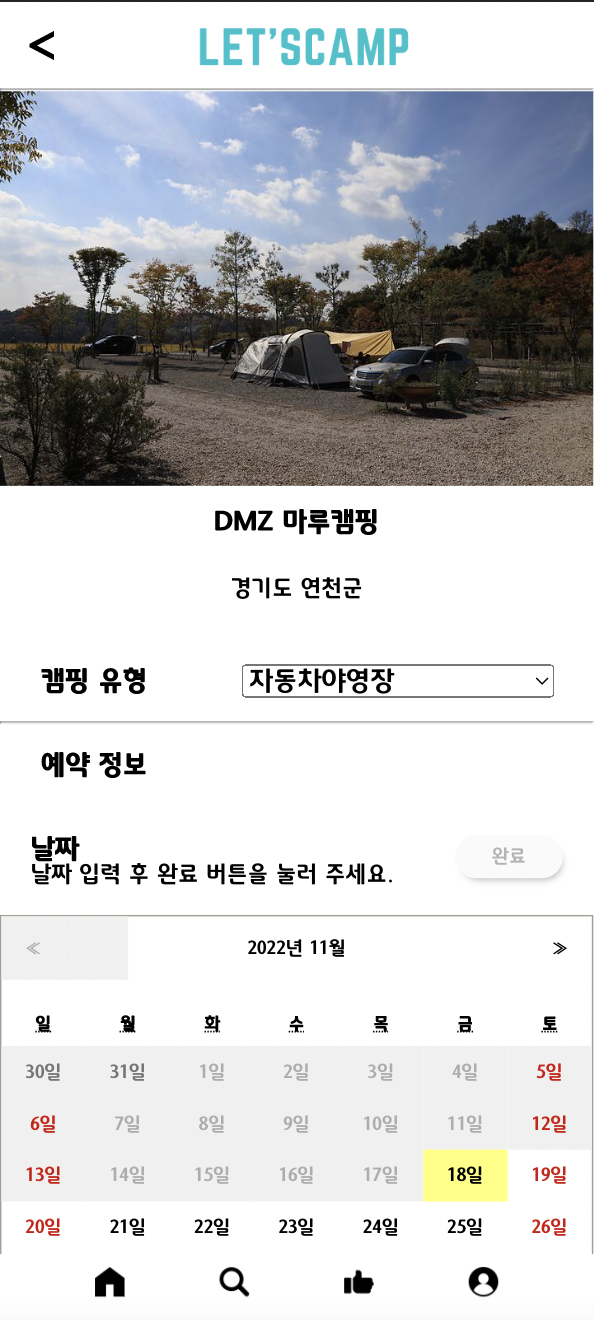 <
LET'SCAMP
DMZ 마루캠핑
경기도 연천군
캠핑 유형 자동차야영장
예약 정보
날짜
날짜 입력 후 완료 버튼을 눌러 주세요.
완료
« 2022년 11월 »
일 월 화 수 목 금 토
30일 31일 1일 2일 3일 4일 5일
6일 7일 8일 9일 10일 11일 12일
13일 14일 15일 16일 17일 18일 19일
20일 21일 22일 23일 24일 25일 26일